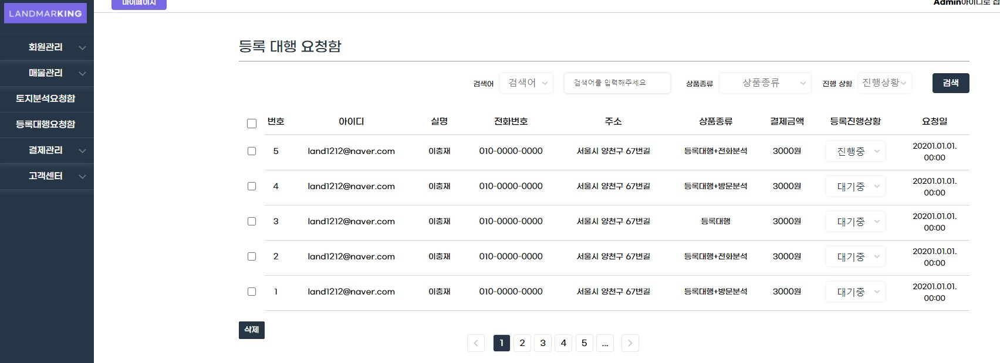 마이페이지
Admin아이디로 접
LANDMARKING
회원관리
매물관리
토지분석요청함
등록대행요청함
결제관리
고객센터
등록 대행 요청함
검색어 검색어 검색어를 입력해주세요 상품종류 상품종류 진행 상황 진행상황 검색
번호 아이디 실명 전화번호 주소 상품종류 결제금액 등록진행상황 요청일
5 land1212@naver.com 이충재 010-0000-0000 서울시 양천구 67번길 등록대행+전화분석 3000원 진행중 20201.01.01.
00:00
4 land1212@naver.com 이충재 010-0000-0000 서울시 양천구 67번길 등록대행+방문분석 3000원 대기중 20201.01.01.
00:00
3 land1212@naver.com 이충재 010-0000-0000 서울시 양천구 67번길 등록대행 3000원 대기중 20201.01.01.
00:00
2 land1212@naver.com 이충재 010-0000-0000 서울시 양천구 67번길 등록대행+전화분석 3000원 대기중 20201.01.01.
00:00
1 land1212@naver.com 이충재 010-0000-0000 서울시 양천구 67번길 등록대행+방문분석 3000원 대기중 20201.01.01.
00:00
삭제
1 2 3 4 5 ...